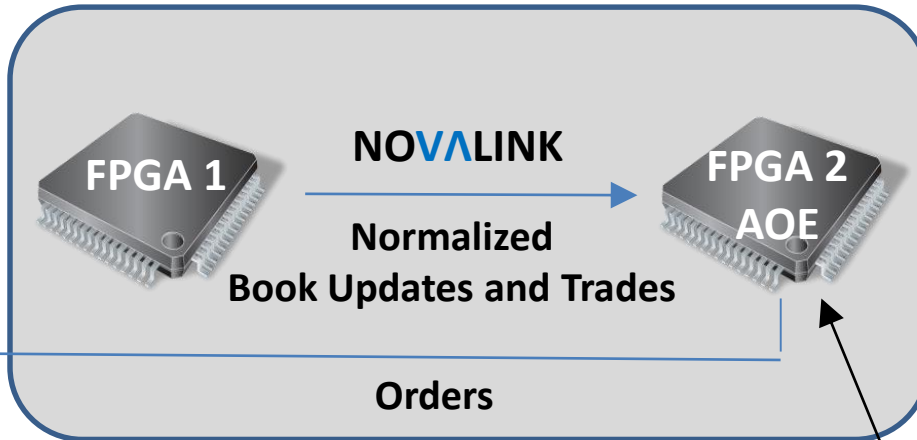 FPGA 1
NOVΛLINK
FPGA 2
AOE
Normalized
Book Updates and Trades
Orders